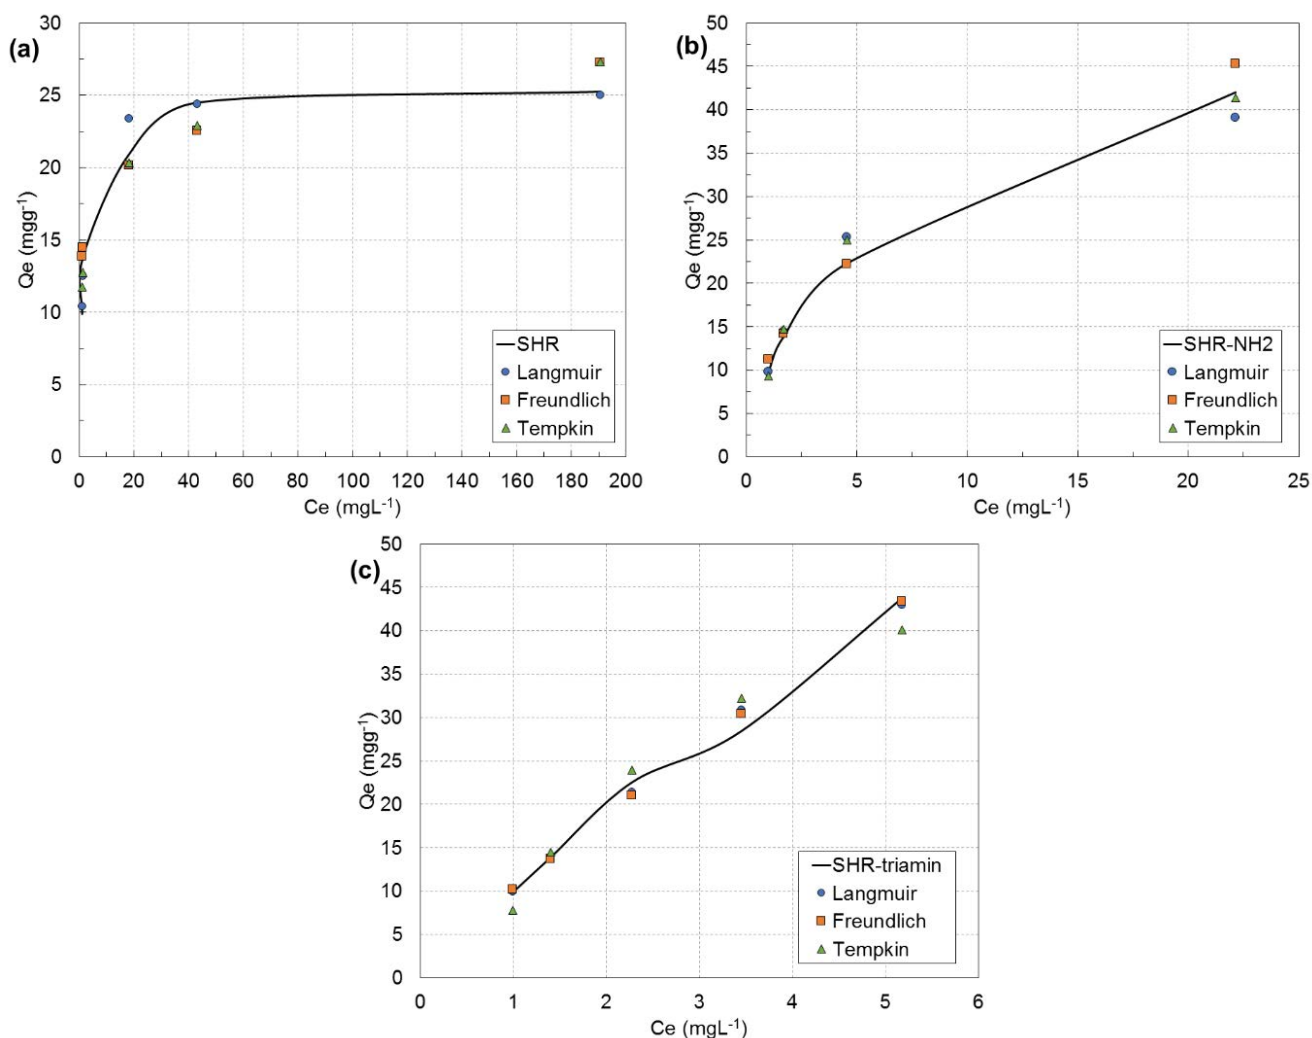 (a)
30
25
20
15
10
5
0
Qe (mgg-1)
0 20 40 60 80 100 120 140 160 180 200
Ce (mgL-1)
SHR
Langmuir
Freundlich
Tempkin
(b)
50
45
40
35
30
25
20
15
10
5
0
Qe (mgg-1)
0 5 10 15 20 25
Ce (mgL-1)
SHR-NH2
Langmuir
Freundlich
Tempkin
(c)
50
45
40
35
30
25
20
15
10
5
0
Qe (mgg-1)
0 1 2 3 4 5 6
Ce (mgL-1)
SHR-triamin
Langmuir
Freundlich
Tempkin